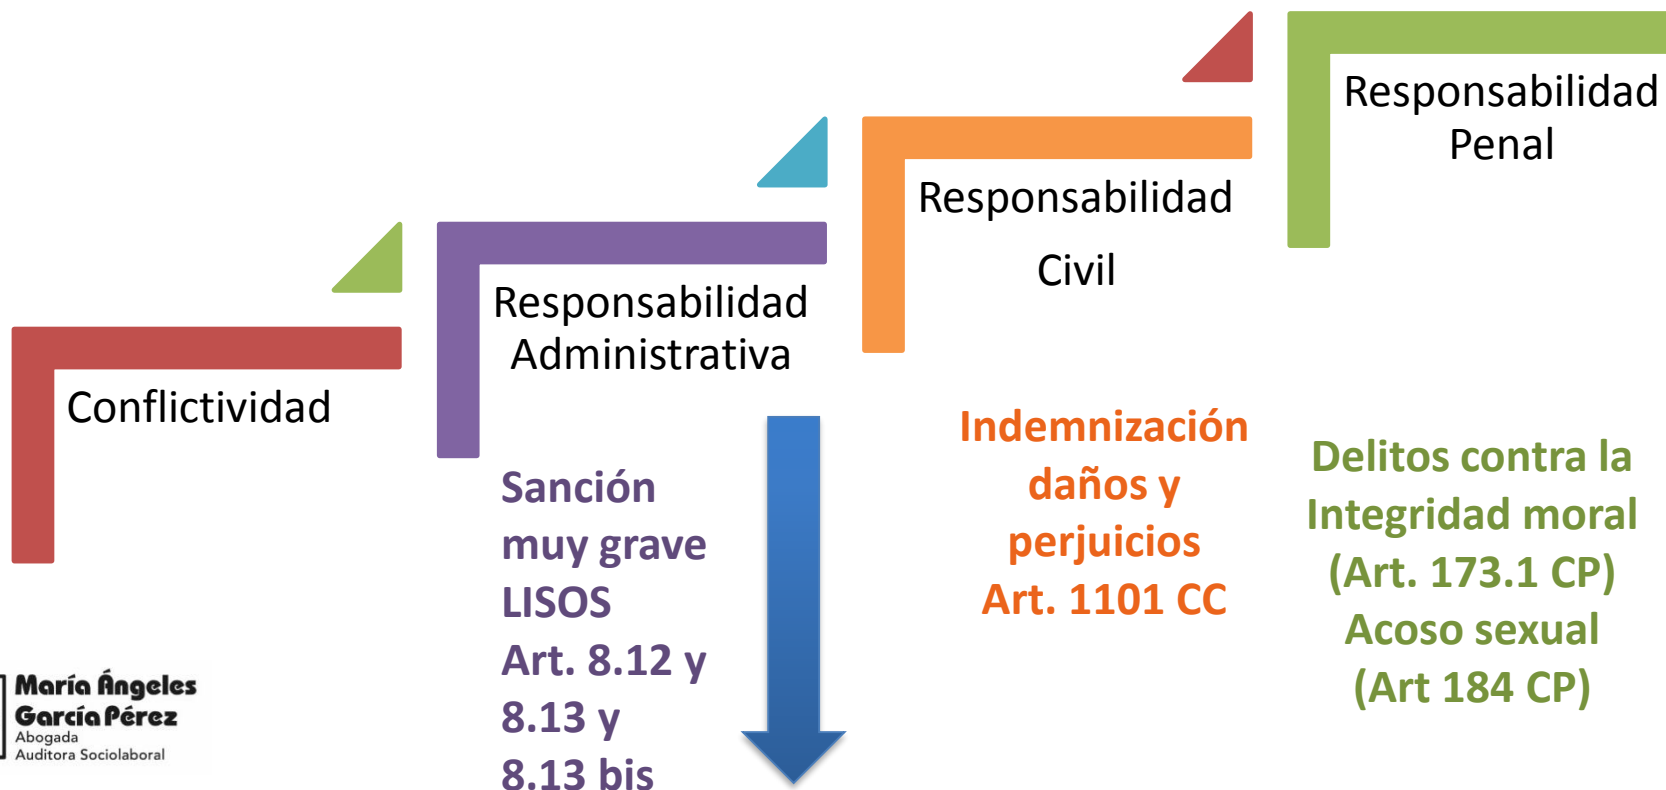 Conflictividad
Responsabilidad
Administrativa
Sanción
muy grave
LISOS
Art. 8.12 y
8.13 y
8.13 bis
Responsabilidad
Civil
Indemnización
daños y
perjuicios
Art. 1101 CC
Responsabilidad
Penal
Delitos contra la
Integridad moral
(Art. 173.1 CP)
Acoso sexual
(Art 184 CP)
María Ángeles
García Pérez
Abogada
Auditora Sociolaboral